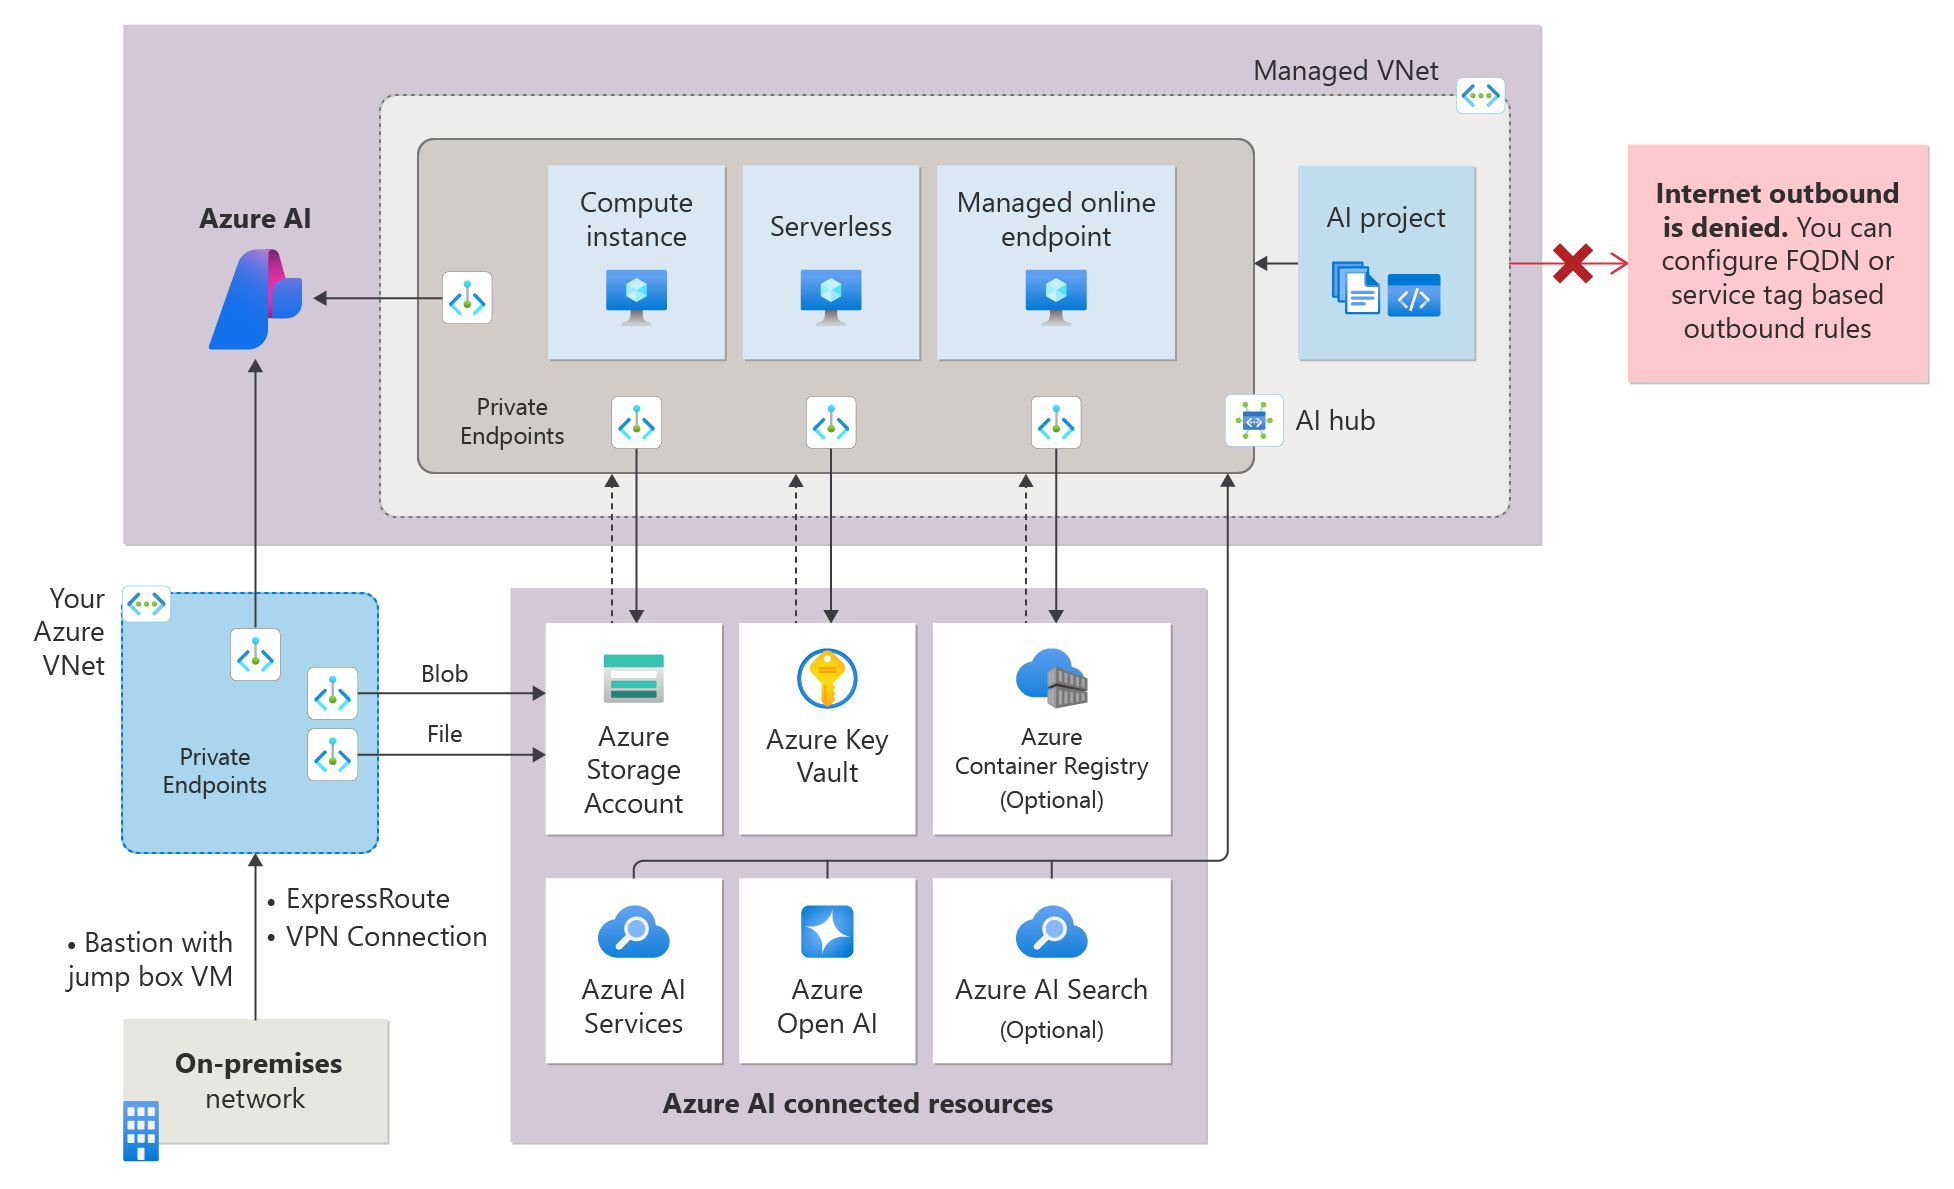 Managed VNet
Azure AI
Compute
instance
Serverless
Managed online
endpoint
AI project
Internet outbound
is denied. You can
configure FQDN or
service tag based
outbound rules
Private
Endpoints
AI hub
Your
Azure
VNet
Private
Endpoints
Blob
File
Azure
Storage
Account
Azure Key
Vault
Azure
Container Registry
(Optional)
• ExpressRoute
• VPN Connection
• Bastion with
jump box VM
Azure AI
Services
Azure
Open AI
Azure AI Search
(Optional)
On-premises
network
Azure AI connected resources